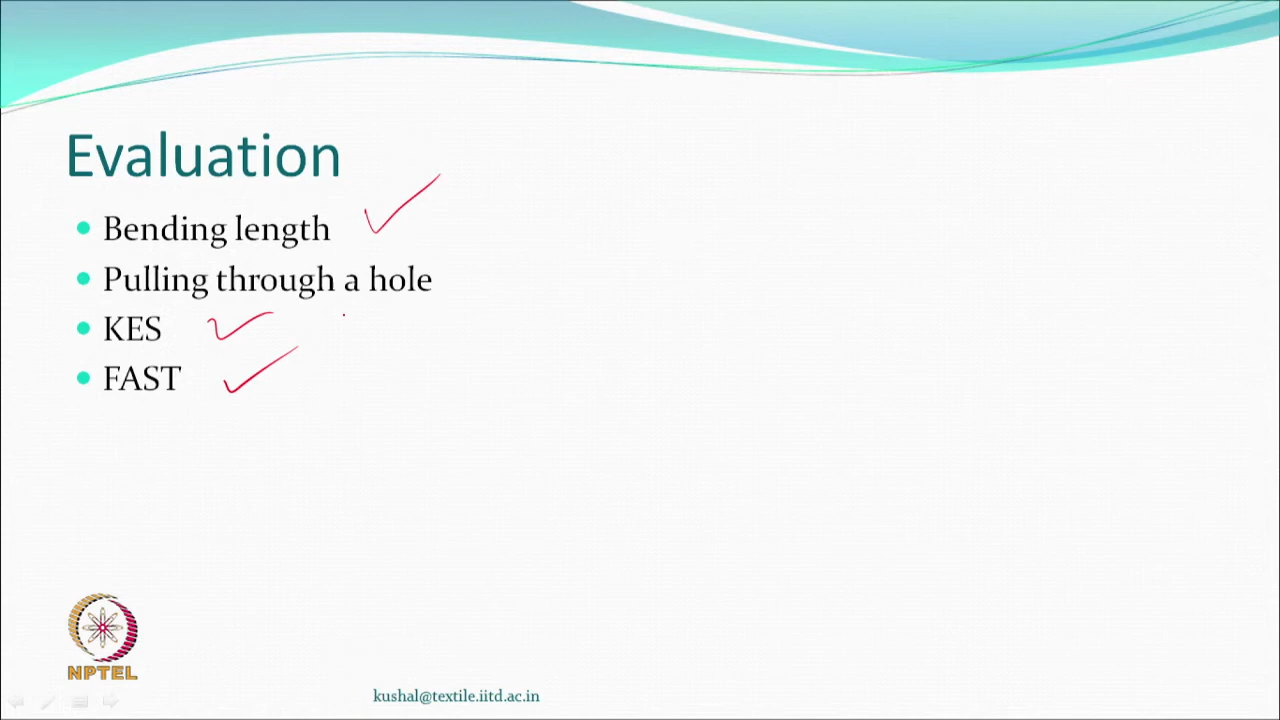 Evaluation
Bending length
Pulling through a hole
KES
FAST
NPTEL
kushal@textile.iitd.ac.in